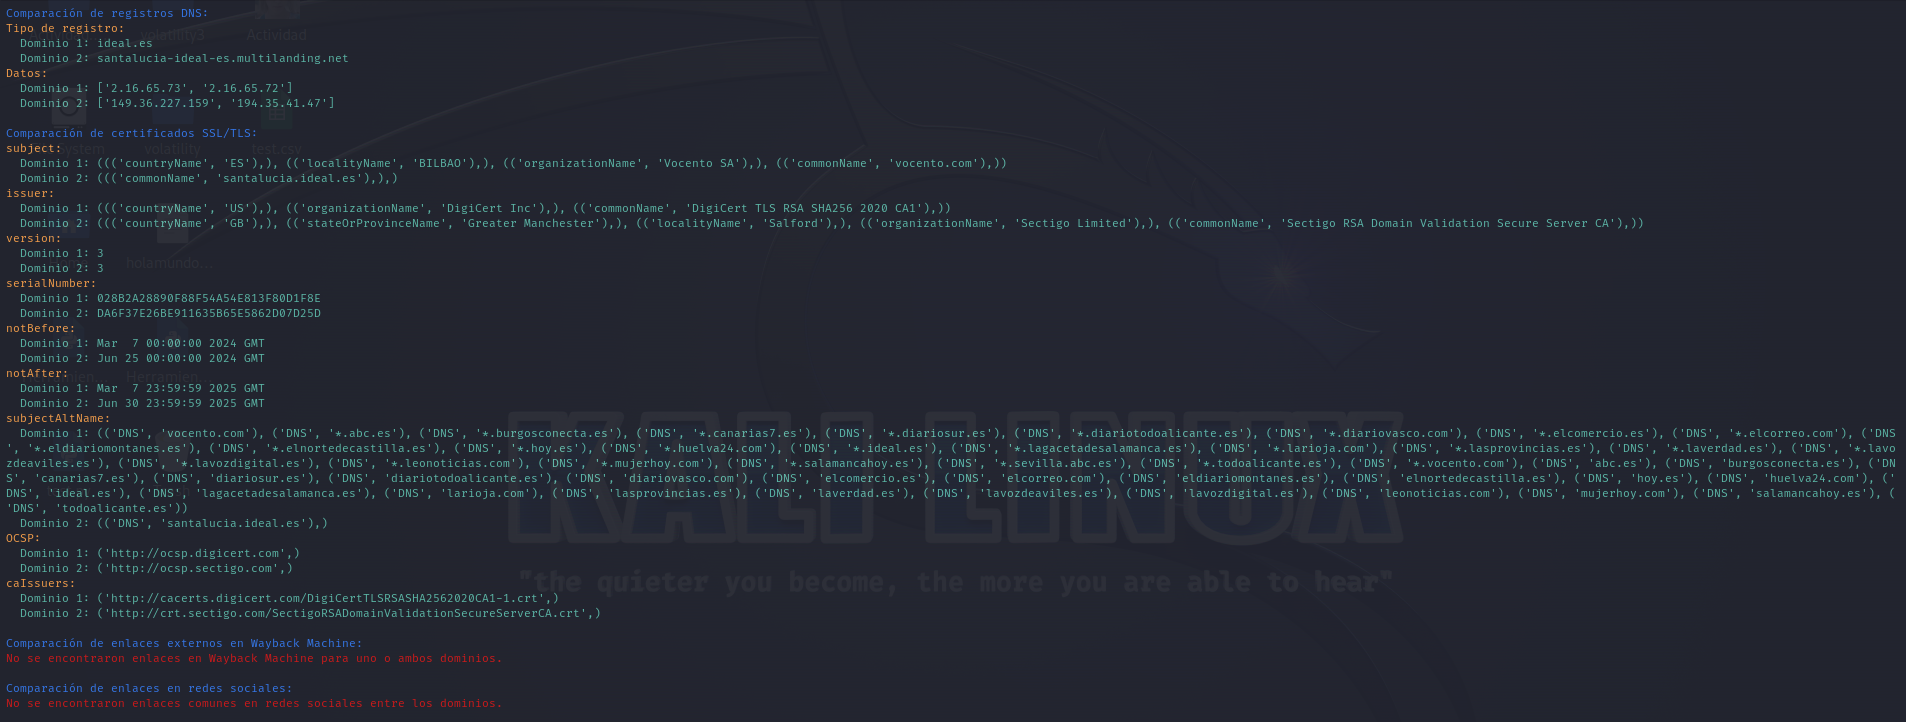 Comparación de registros DNS:
Tipo de registro:
  Dominio 1: ideal.es
  Dominio 2: santalucia-ideal-es.multilanding.net
Datos:
  Dominio 1: ['2.16.65.73', '2.16.65.72']
  Dominio 2: ['149.36.227.159', '194.35.41.47']

Comparación de certificados SSL/TLS:
subject:
  Dominio 1: ((('countryName', 'ES'),), (('localityName', 'BILBAO'),), (('organizationName', 'Vocento SA'),), (('commonName', 'vocento.com'),))
  Dominio 2: ((('commonName', 'santalucia.ideal.es'),),)
issuer:
  Dominio 1: ((('countryName', 'US'),), (('organizationName', 'DigiCert Inc'),), (('commonName', 'DigiCert TLS RSA SHA256 2020 CA1'),))
  Dominio 2: ((('countryName', 'GB'),), (('stateOrProvinceName', 'Greater Manchester'),), (('localityName', 'Salford'),), (('organizationName', 'Sectigo Limited'),), (('commonName', 'Sectigo RSA Domain Validation Secure Server CA'),))
version:
  Dominio 1: 3
  Dominio 2: 3
serialNumber:
  Dominio 1: 028B2A28890F88F54A54E813F80D1F8E
  Dominio 2: DA6F37E26BE911635B65E5862D07D25D
notBefore:
  Dominio 1: Mar  7 00:00:00 2024 GMT
  Dominio 2: Jun 25 00:00:00 2024 GMT
notAfter:
  Dominio 1: Mar  7 23:59:59 2025 GMT
  Dominio 2: Jun 30 23:59:59 2025 GMT
subjectAltName:
  Dominio 1: (('DNS', 'vocento.com'), ('DNS', '*.abc.es'), ('DNS', '*.burgosconecta.es'), ('DNS', '*.canarias7.es'), ('DNS', '*.diariosur.es'), ('DNS', '*.diariotodoalicante.es'), ('DNS', '*.diariovasco.com'), ('DNS', '*.elcomercio.es'), ('DNS', '*.elcorreo.com'), ('DNS
', '*.eldiariomontanes.es'), ('DNS', '*.elnortedecastilla.es'), ('DNS', '*.hoy.es'), ('DNS', '*.huelva24.com'), ('DNS', '*.ideal.es'), ('DNS', '*.lagacetadesalamanca.es'), ('DNS', '*.larioja.com'), ('DNS', '*.lasprovincias.es'), ('DNS', '*.laverdad.es'), ('DNS', '*.lavo
zdeaviles.es'), ('DNS', '*.lavozdigital.es'), ('DNS', '*.leonoticias.com'), ('DNS', '*.mujerhoy.com'), ('DNS', '*.salamancahoy.es'), ('DNS', '*.sevilla.abc.es'), ('DNS', '*.todoalicante.es'), ('DNS', '*.vocento.com'), ('DNS', 'abc.es'), ('DNS', 'burgosconecta.es'), ('DN
S', 'canarias7.es'), ('DNS', 'diariosur.es'), ('DNS', 'diariotodoalicante.es'), ('DNS', 'diariovasco.com'), ('DNS', 'elcomercio.es'), ('DNS', 'elcorreo.com'), ('DNS', 'eldiariomontanes.es'), ('DNS', 'elnortedecastilla.es'), ('DNS', 'hoy.es'), ('DNS', 'huelva24.com'), ('
DNS', 'ideal.es'), ('DNS', 'lagacetadesalamanca.es'), ('DNS', 'larioja.com'), ('DNS', 'lasprovincias.es'), ('DNS', 'laverdad.es'), ('DNS', 'lavozdeaviles.es'), ('DNS', 'lavozdigital.es'), ('DNS', 'leonoticias.com'), ('DNS', 'mujerhoy.com'), ('DNS', 'salamancahoy.es'), (
'DNS', 'todoalicante.es'))
  Dominio 2: (('DNS', 'santalucia.ideal.es'),)
OCSP:
  Dominio 1: ('http://ocsp.digicert.com',)
  Dominio 2: ('http://ocsp.sectigo.com',)
caIssuers:
  Dominio 1: ('http://cacerts.digicert.com/DigiCertTLSRSASHA2562020CA1-1.crt',)
  Dominio 2: ('http://crt.sectigo.com/SectigoRSADomainValidationSecureServerCA.crt',)

Comparación de enlaces externos en Wayback Machine:
No se encontraron enlaces en Wayback Machine para uno o ambos dominios.

Comparación de enlaces en redes sociales:
No se encontraron enlaces comunes en redes sociales entre los dominios.
volatility3
Actividad
volatility
test.csv
holamundo...
KALI LINUX
"the quieter you become, the more you are able to hear"